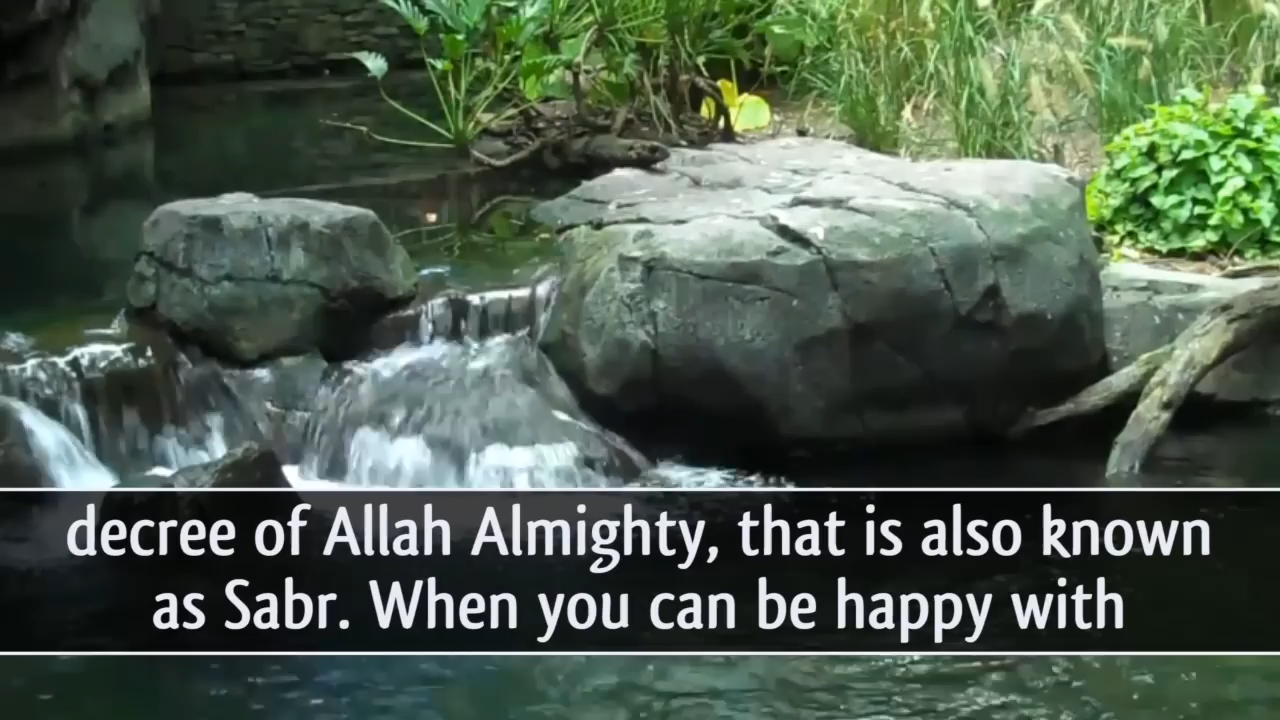 decree of Allah Almighty, that is also known
as Sabr. When you can be happy with